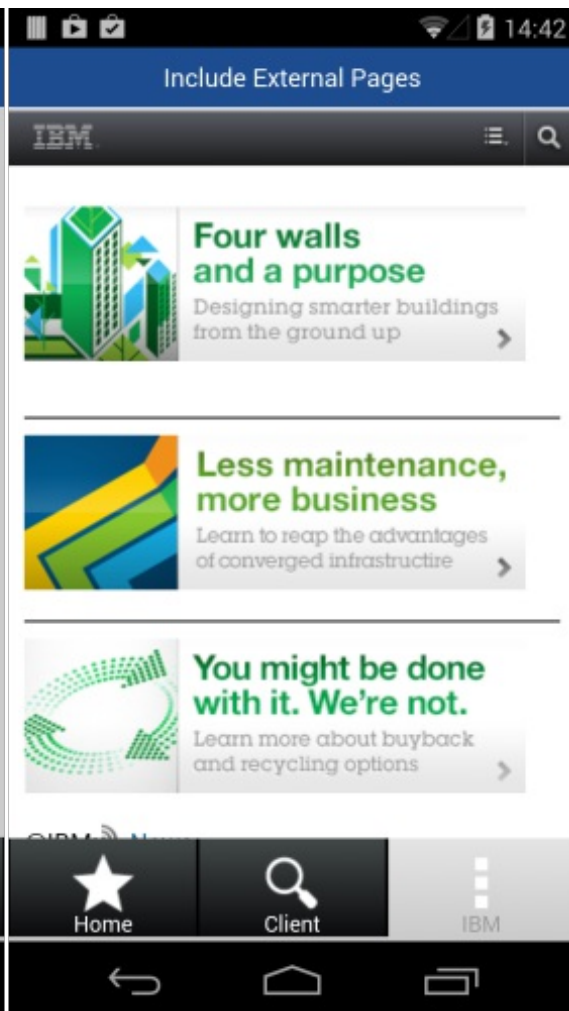 14:42
Include External Pages
IBM.
Four walls
and a purpose
Designing smarter buildings
from the ground up
Less maintenance,
more business
Learn to reap the advantages
of converged infrastructire
You might be done
with it. We're not.
Learn more about buyback
and recycling options
Home
Client
IBM